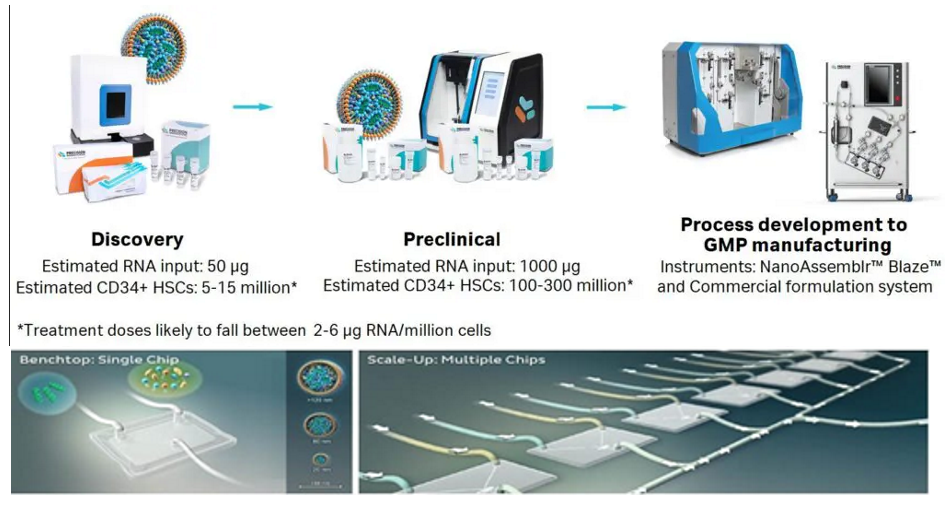 PRECISION
PRECISION
Discovery
Estimated RNA input: 50 µg
Estimated CD34+ HSCs: 5-15 million*
Preclinical
Estimated RNA input: 1000 µg
Estimated CD34+ HSCs: 100-300 million*
Process development to
GMP manufacturing
Instruments: NanoAssemblr™ Blaze™
and Commercial formulation system
*Treatment doses likely to fall between 2-6 µg RNA/million cells
Benchtop: Single Chip
Scale-Up: Multiple Chips